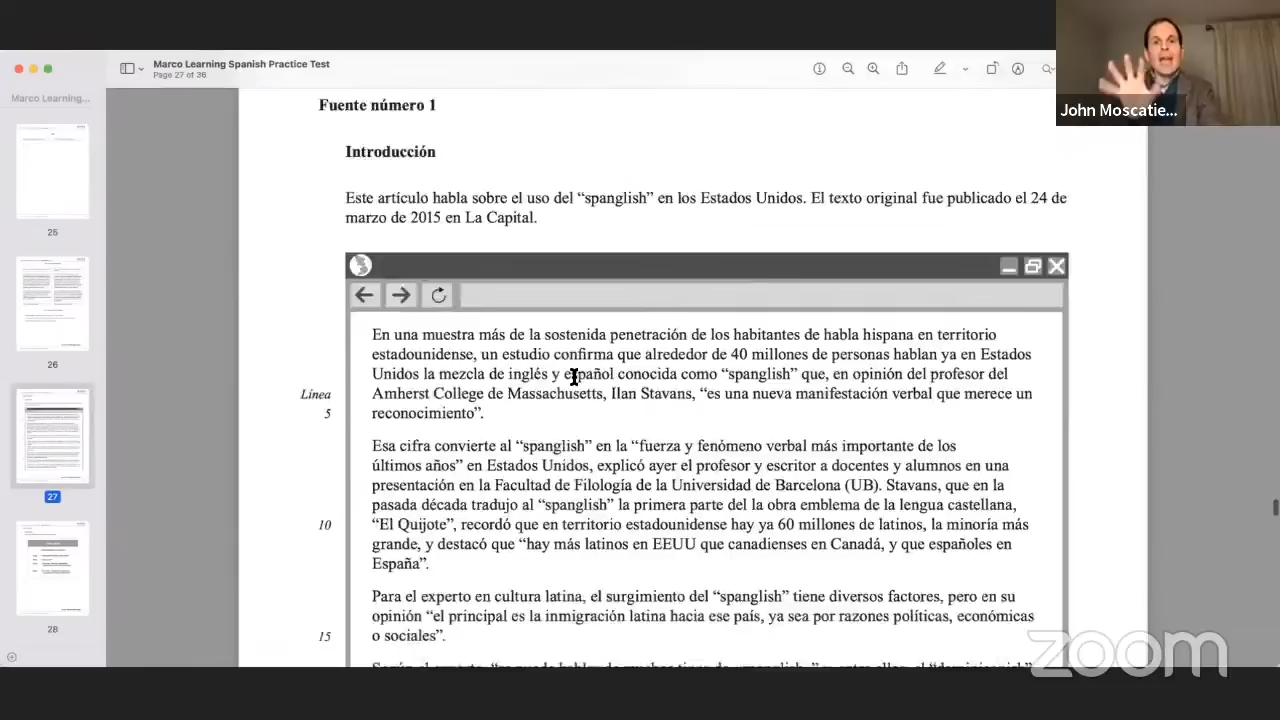 Marco Learning Spanish Practice Test
Page 27 of 36
Marco Learning...
25
26
27
28
John Moscatie...
Fuente número 1
Introducción
Este artículo habla sobre el uso del “spanglish” en los Estados Unidos. El texto original fue publicado el 24 de
marzo de 2015 en La Capital.
En una muestra más de la sostenida penetración de los habitantes de habla hispana en territorio
estadounidense, un estudio confirma que alrededor de 40 millones de personas hablan ya en Estados
Unidos la mezcla de inglés y español conocida como “spanglish” que, en opinión del profesor del
Línea Amherst College de Massachusetts, Ilan Stavans, “es una nueva manifestación verbal que merece un
5 reconocimiento”.
Esa cifra convierte al “spanglish” en la “fuerza y fenómeno verbal más importante de los
últimos años” en Estados Unidos, explicó ayer el profesor y escritor a docentes y alumnos en una
presentación en la Facultad de Filología de la Universidad de Barcelona (UB). Stavans, que en la
pasada década tradujo al “spanglish” la primera parte del la obra emblema de la lengua castellana,
10 “El Quijote”, recordó que en territorio estadounidense hay ya 60 millones de latinos, la minoría más
grande, y destacó que “hay más latinos en EEUU que canadienses en Canadá, y que españoles en
España”.
Para el experto en cultura latina, el surgimiento del “spanglish” tiene diversos factores, pero en su
opinión “el principal es la inmigración latina hacia ese país, ya sea por razones políticas, económicas
15 o sociales”.
zoom